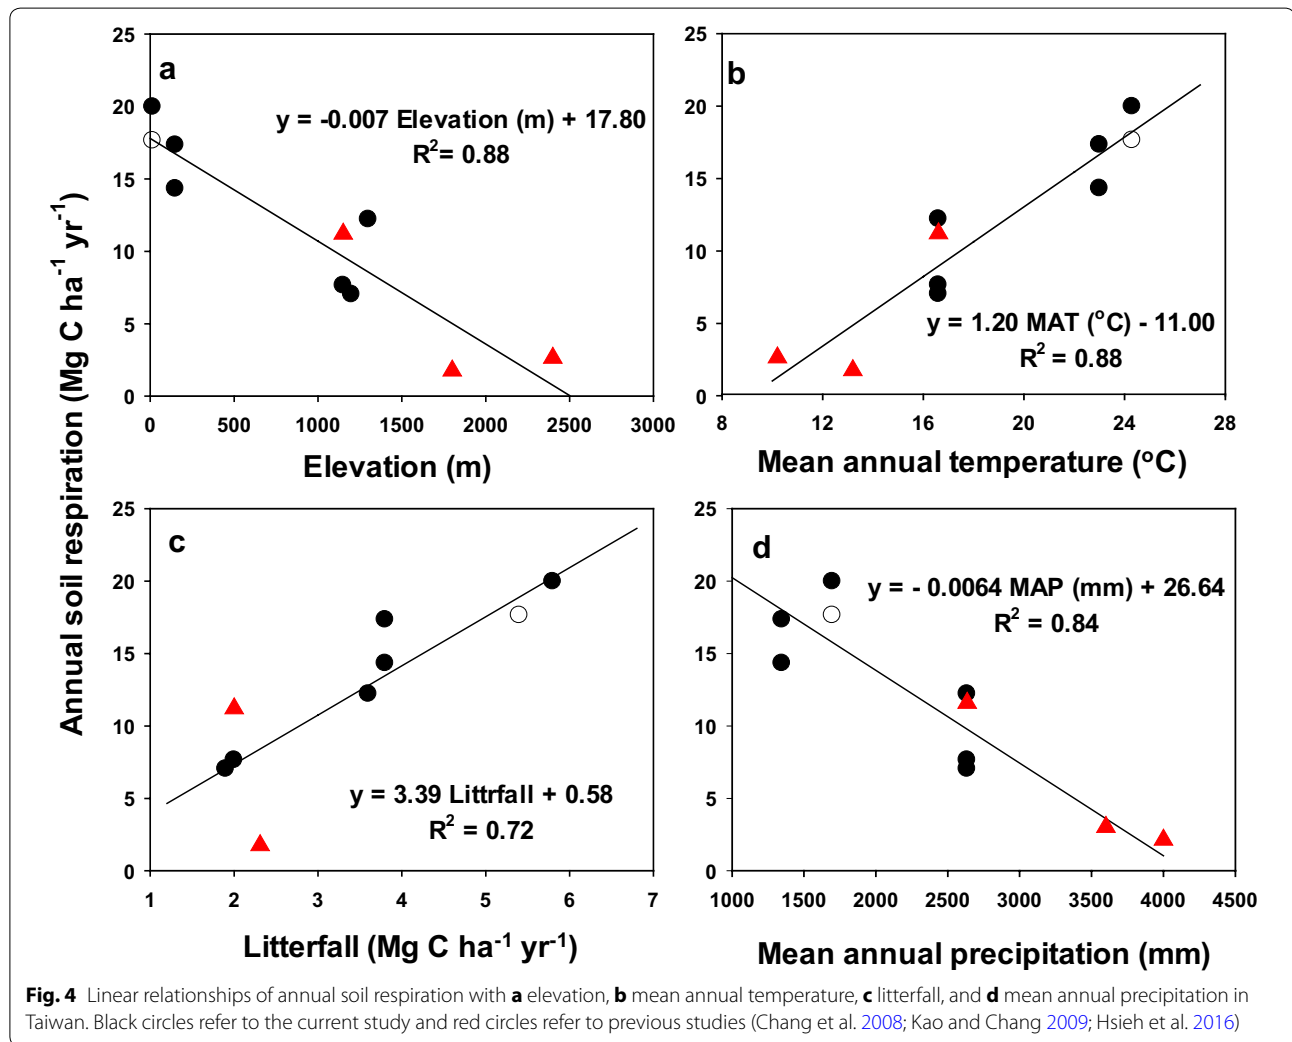 Annual soil respiration (Mg C ha⁻¹ yr⁻¹)
a
25
20
15
10
5
0
y = -0.007 Elevation (m) + 17.80
R² = 0.88
0 500 1000 1500 2000 2500 3000
Elevation (m)
b
25
20
15
10
5
0
y = 1.20 MAT (°C) - 11.00
R² = 0.88
8 12 16 20 24 28
Mean annual temperature (°C)
c
25
20
15
10
5
0
y = 3.39 Littrfall + 0.58
R² = 0.72
1 2 3 4 5 6 7
Litterfall (Mg C ha⁻¹ yr⁻¹)
d
25
20
15
10
5
0
y = - 0.0064 MAP (mm) + 26.64
R² = 0.84
1000 1500 2000 2500 3000 3500 4000 4500
Mean annual precipitation (mm)
Fig. 4 Linear relationships of annual soil respiration with a elevation, b mean annual temperature, c litterfall, and d mean annual precipitation in
Taiwan. Black circles refer to the current study and red circles refer to previous studies (Chang et al. 2008; Kao and Chang 2009; Hsieh et al. 2016)